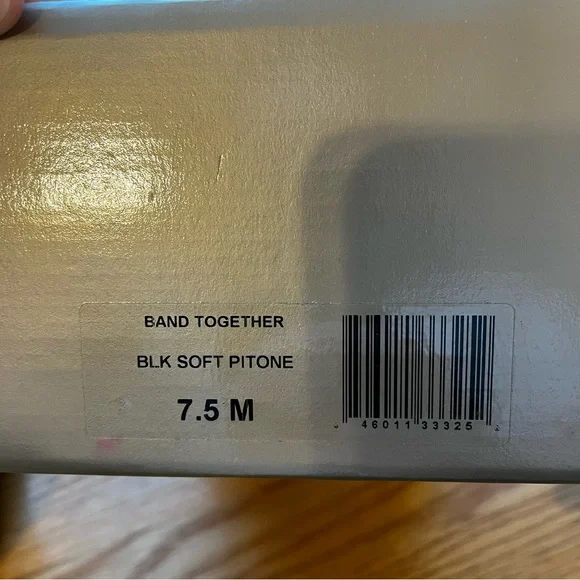 BAND TOGETHER
BLK SOFT PITONE
7.5 M
46011 33325